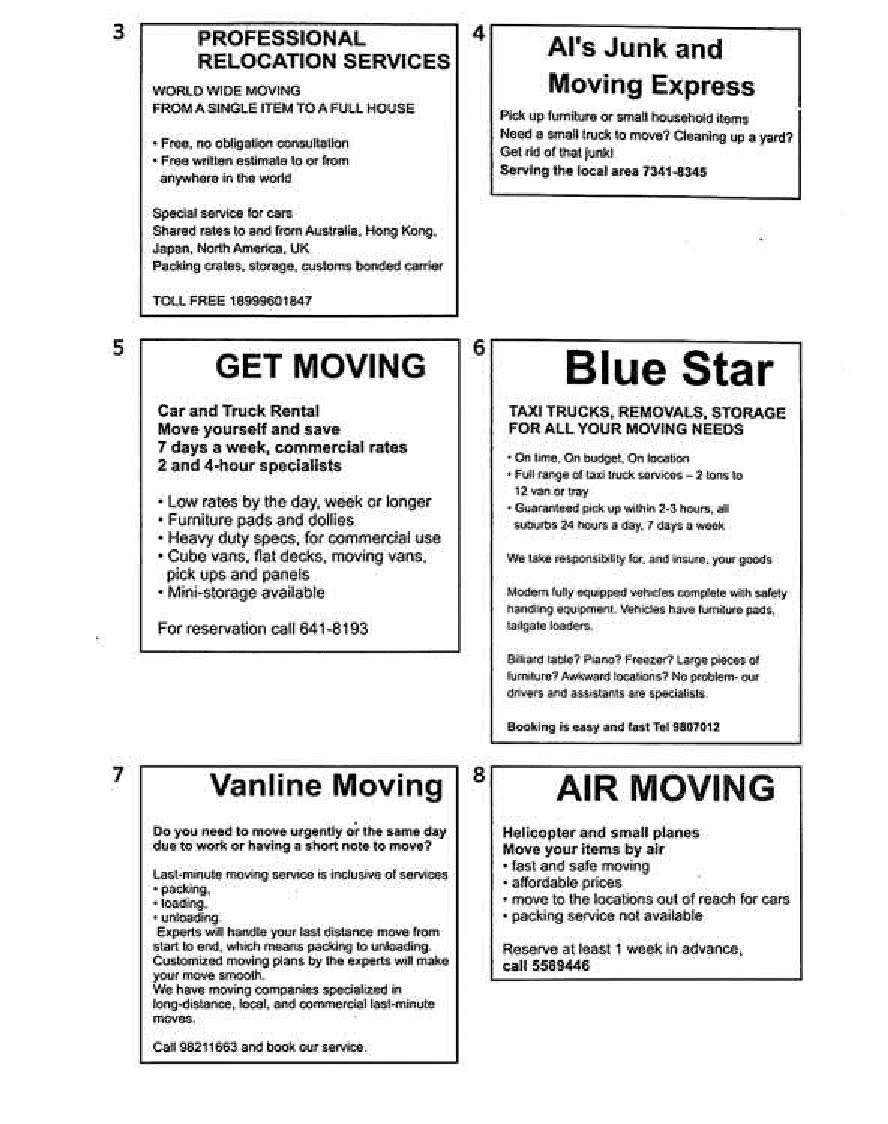 3
PROFESSIONAL
RELOCATION SERVICES
WORLD WIDE MOVING
FROM A SINGLE ITEM TO A FULL HOUSE
• Free, no obligation consultation
• Free written estimate to or from
anywhere in the world
Special service for cars
Shared rates to and from Australia, Hong Kong,
Japan, North America, UK
Packing crates, storage, customs bonded carrier
TOLL FREE 18999601847
4
Al's Junk and
Moving Express
Pick up furniture or small household items
Need a small truck to move? Cleaning up a yard?
Get rid of that junk!
Serving the local area 7341-8345
5
GET MOVING
Car and Truck Rental
Move yourself and save
7 days a week, commercial rates
2 and 4-hour specialists
• Low rates by the day, week or longer
• Furniture pads and dollies
• Heavy duty specs, for commercial use
• Cube vans, flat decks, moving vans,
pick ups and panels
• Mini-storage available
For reservation call 641-8193
6
Blue Star
TAXI TRUCKS, REMOVALS, STORAGE
FOR ALL YOUR MOVING NEEDS
• On time, On budget, On location
• Full range of taxi truck services – 2 tons to
12 van or tray
• Guaranteed pick up within 2-3 hours, all
suburbs 24 hours a day, 7 days a week
We take responsibility for, and insure, your goods
Modern fully equipped vehicles complete with safety
handling equipment. Vehicles have furniture pads,
tailgate loaders.
Billiard table? Piano? Freezer? Large pieces of
furniture? Awkward locations? No problem- our
drivers and assistants are specialists.
Booking is easy and fast Tel 9807012
7
Vanline Moving
Do you need to move urgently or the same day
due to work or having a short note to move?
Last-minute moving service is inclusive of services
• packing,
• loading,
• unloading.
Experts will handle your last distance move from
start to end, which means packing to unloading.
Customized moving plans by the experts will make
your move smooth.
We have moving companies specialized in
long-distance, local, and commercial last-minute
moves.
Call 98211663 and book our service.
8
AIR MOVING
Helicopter and small planes
Move your items by air
• fast and safe moving
• affordable prices
• move to the locations out of reach for cars
• packing service not available
Reserve at least 1 week in advance,
call 5589446